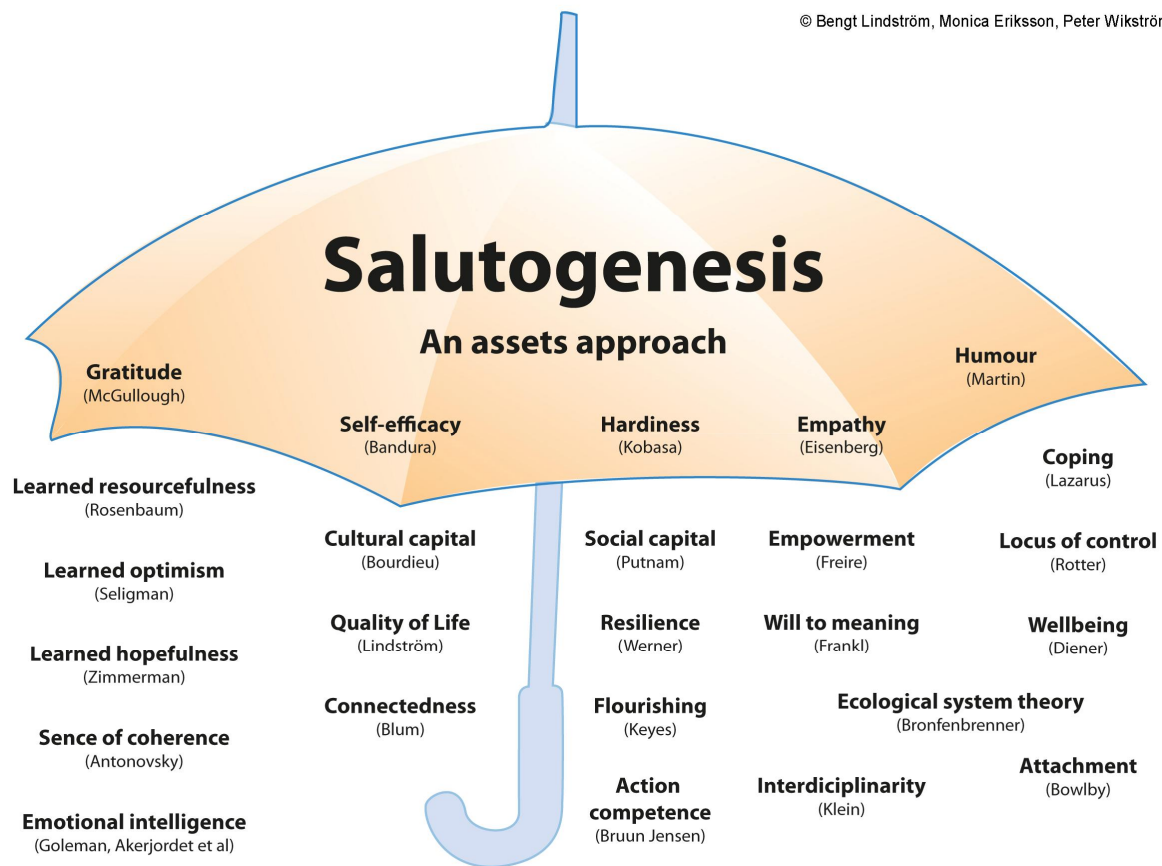 © Bengt Lindström, Monica Eriksson, Peter Wikström
Salutogenesis
An assets approach
Gratitude
(McGullough)
Humour
(Martin)
Self-efficacy
(Bandura)
Hardiness
(Kobasa)
Empathy
(Eisenberg)
Coping
(Lazarus)
Learned resourcefulness
(Rosenbaum)
Cultural capital
(Bourdieu)
Social capital
(Putnam)
Empowerment
(Freire)
Locus of control
(Rotter)
Learned optimism
(Seligman)
Quality of Life
(Lindström)
Resilience
(Werner)
Will to meaning
(Frankl)
Wellbeing
(Diener)
Learned hopefulness
(Zimmerman)
Connectedness
(Blum)
Flourishing
(Keyes)
Ecological system theory
(Bronfenbrenner)
Sence of coherence
(Antonovsky)
Attachment
(Bowlby)
Action
competence
(Bruun Jensen)
Interdiciplinarity
(Klein)
Emotional intelligence
(Goleman, Akerjordet et al)